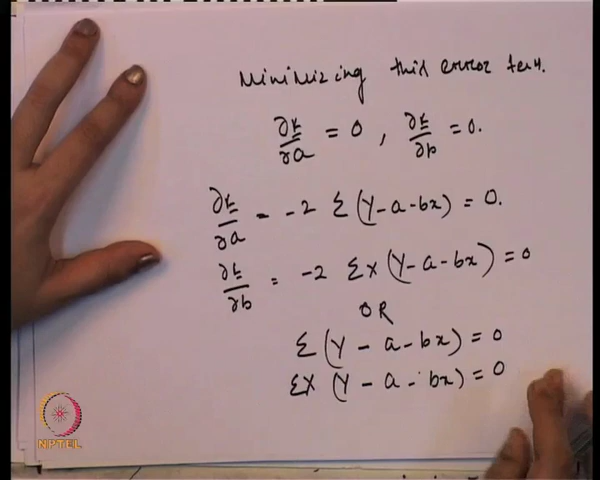 Minimizing this error term.
∂E/∂a = 0 , ∂E/∂b = 0.
∂E/∂a = -2 Σ(Y-a-bx) = 0.
∂E/∂b = -2 Σx(Y-a-bx) = 0
OR
Σ(Y - a - bx) = 0
Σx (Y - a - bx) = 0
NPTEL